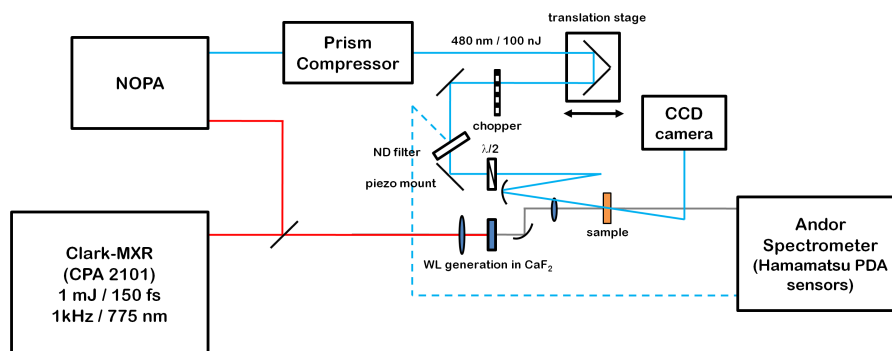 translation stage
Prism
Compressor
480 nm / 100 nJ
NOPA
CCD
camera
chopper
λ/2
ND filter
piezo mount
Clark-MXR
(CPA 2101)
1 mJ / 150 fs
1kHz / 775 nm
WL generation in CaF₂
sample
Andor
Spectrometer
(Hamamatsu PDA
sensors)